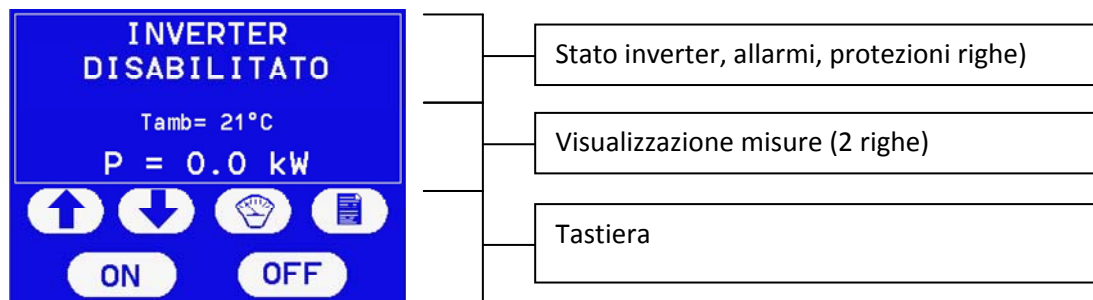 INVERTER
DISABILITATO
Tamb= 21°C
P = 0.0 kW
ON OFF
Stato inverter, allarmi, protezioni righe)
Visualizzazione misure (2 righe)
Tastiera